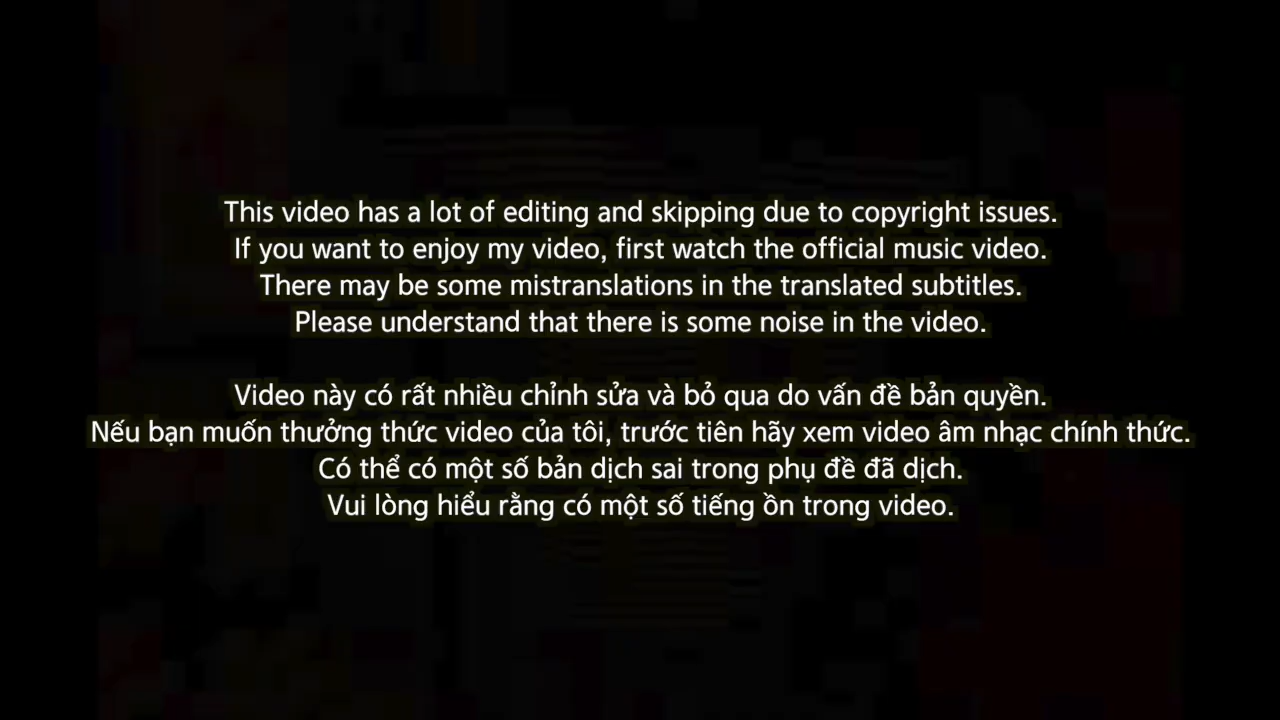 This video has a lot of editing and skipping due to copyright issues.
If you want to enjoy my video, first watch the official music video.
There may be some mistranslations in the translated subtitles.
Please understand that there is some noise in the video.
Video này có rất nhiều chỉnh sửa và bỏ qua do vấn đề bản quyền.
Nếu bạn muốn thưởng thức video của tôi, trước tiên hãy xem video âm nhạc chính thức.
Có thể có một số bản dịch sai trong phụ đề đã dịch.
Vui lòng hiểu rằng có một số tiếng ồn trong video.